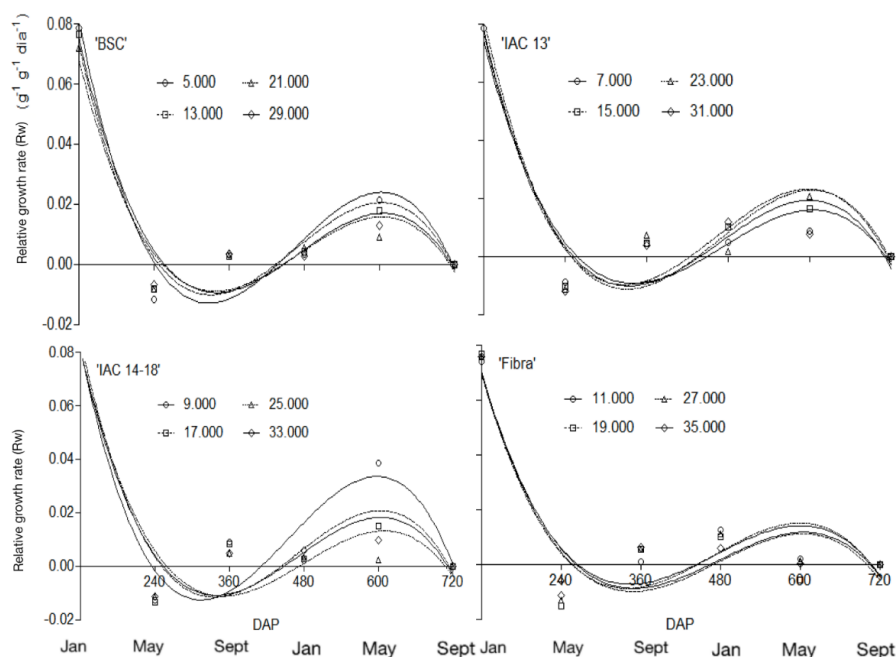 0.08
0.06
0.04
0.02
0.00
-0.02
Relative growth rate (Rw) (g⁻¹ g⁻¹ dia⁻¹)
'BSC'
5.000 21.000
13.000 29.000
'IAC 13'
7.000 23.000
15.000 31.000
0.08
0.06
0.04
0.02
0.00
-0.02
Relative growth rate (Rw)
'IAC 14-18'
9.000 25.000
17.000 33.000
240 360 480 600 720
DAP
Jan May Sept Jan May Sept
'Fibra'
11.000 27.000
19.000 35.000
240 360 480 600 720
0
DAP
Jan May Sept Jan May Sept